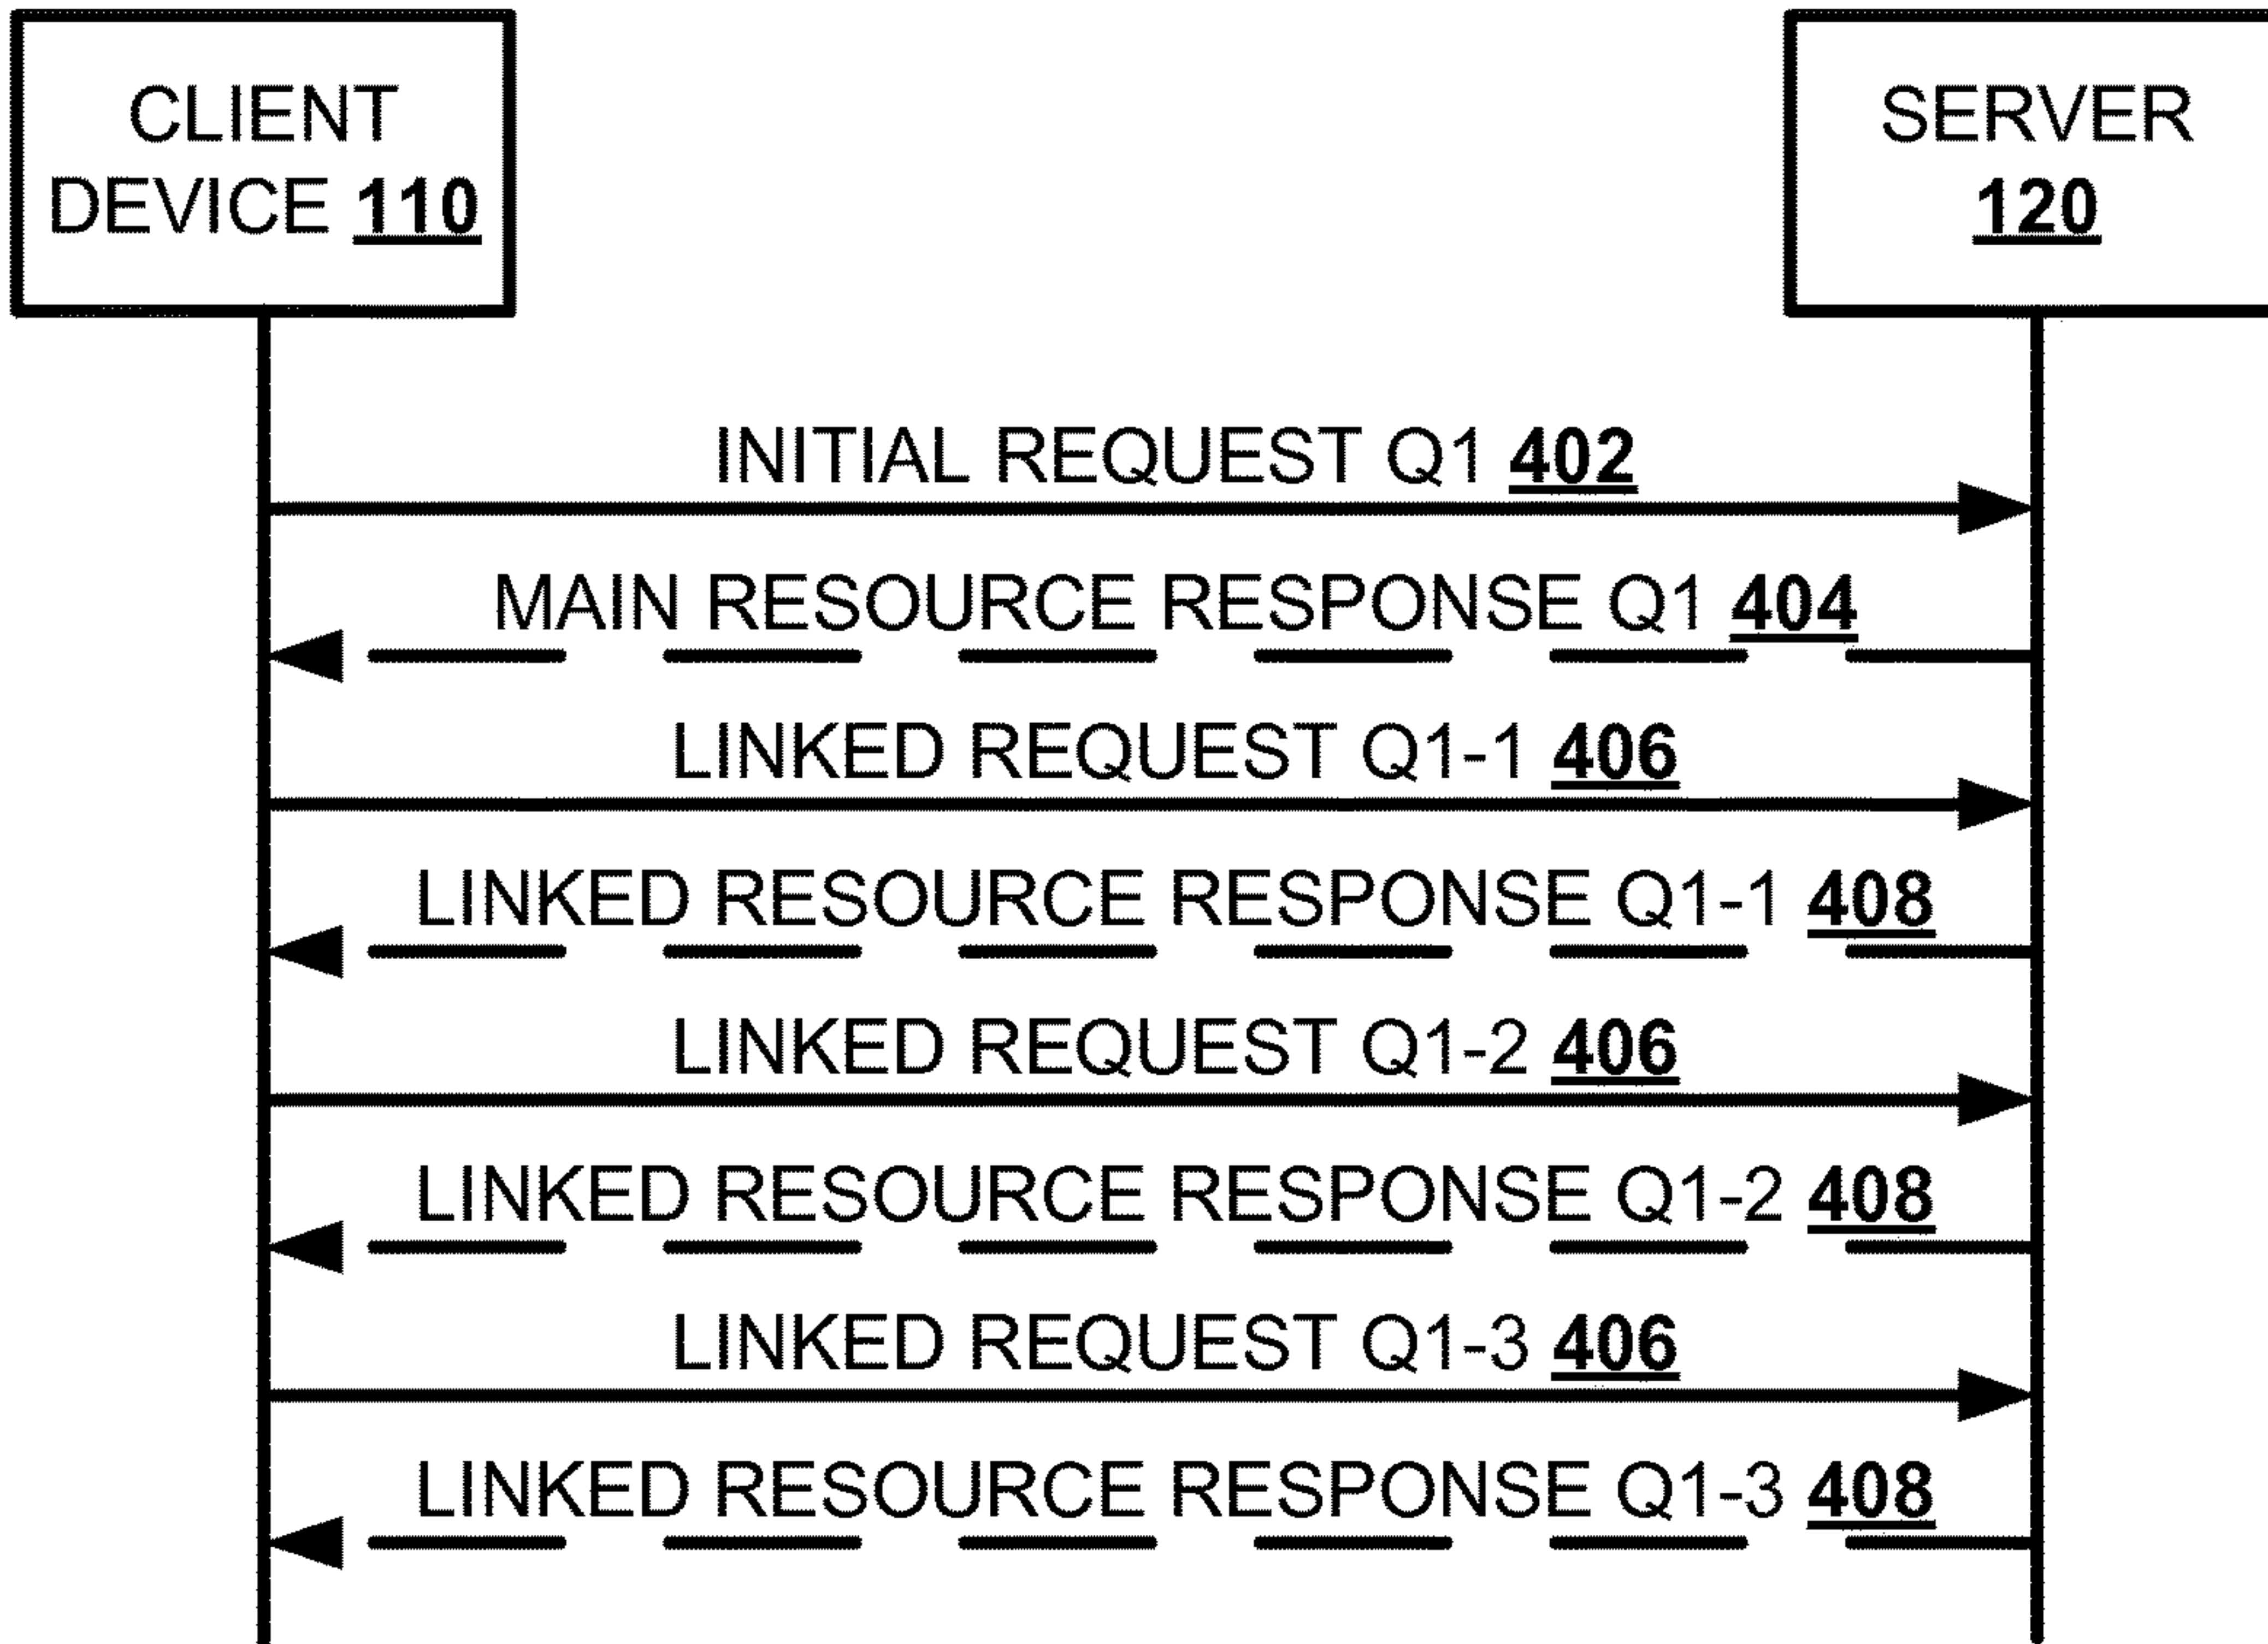 CLIENT
DEVICE 110
SERVER
120
INITIAL REQUEST Q1 402
MAIN RESOURCE RESPONSE Q1 404
LINKED REQUEST Q1-1 406
LINKED RESOURCE RESPONSE Q1-1 408
LINKED REQUEST Q1-2 406
LINKED RESOURCE RESPONSE Q1-2 408
LINKED REQUEST Q1-3 406
LINKED RESOURCE RESPONSE Q1-3 408